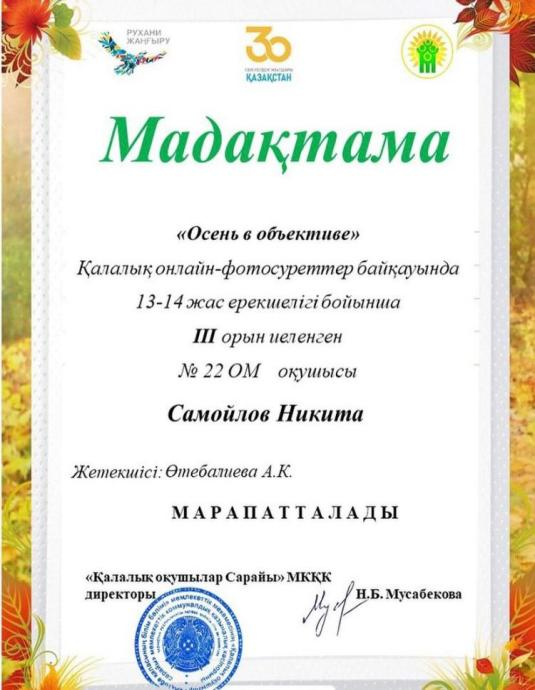 РУХАНИ
ЖАҢҒЫРУ
30
ҚАЗАҚСТАН
Мадақтама
«Осень в объективе»
Қалалық онлайн-фотосуреттер байқауында
13-14 жас ерекшелігі бойынша
III орын иеленген
№ 22 ОМ оқушысы
Самойлов Никита
Жетекшісі: Өтебалиева А.К.
МАРАПАТТАЛАДЫ
«Қалалық оқушылар Сарайы» МКҚК
директоры
Н.Б. Мусабекова